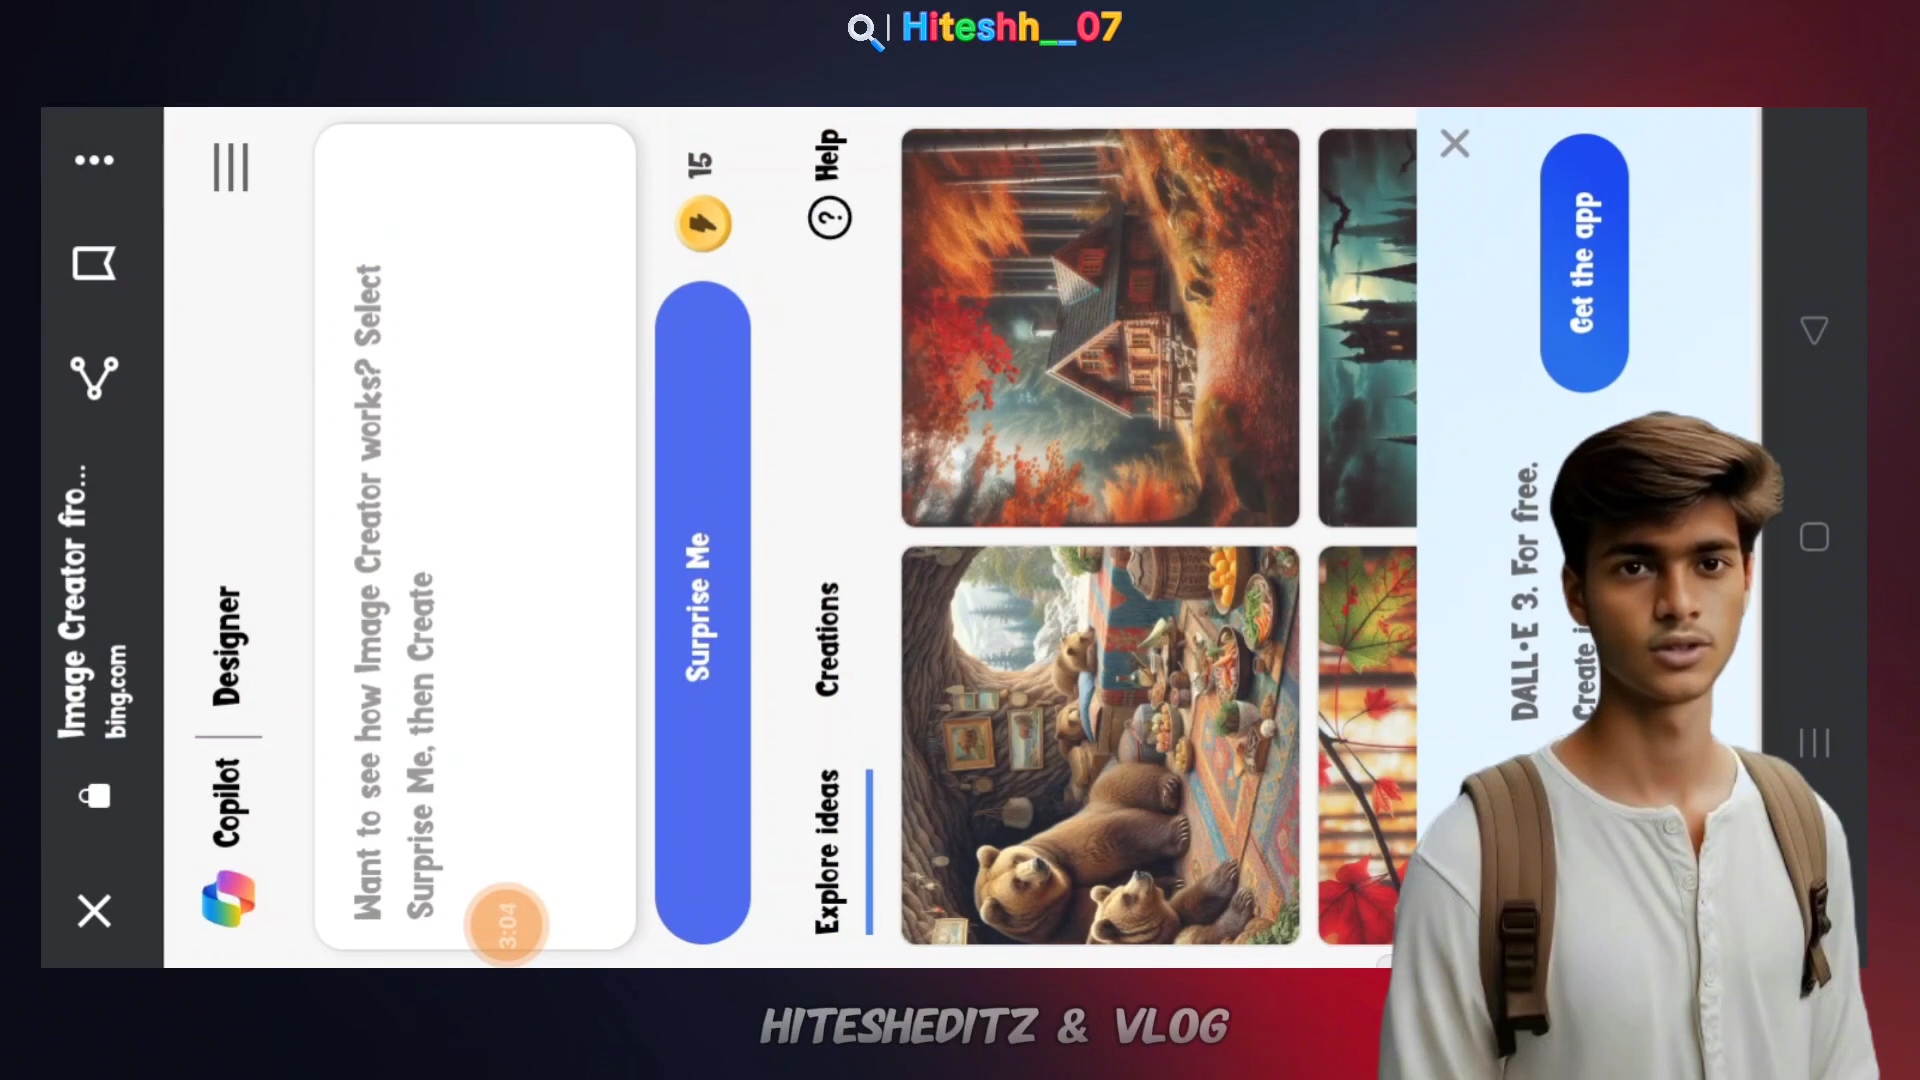 Hiteshh__07
Image Creator fro...
bing.com
Copilot | Designer
Want to see how Image Creator works? Select
Surprise Me, then Create
3:04
Surprise Me
15
Explore ideas
Creations
Help
DALL•E 3. For free.
Create
Get the app
HITESHEDITZ & VLOG